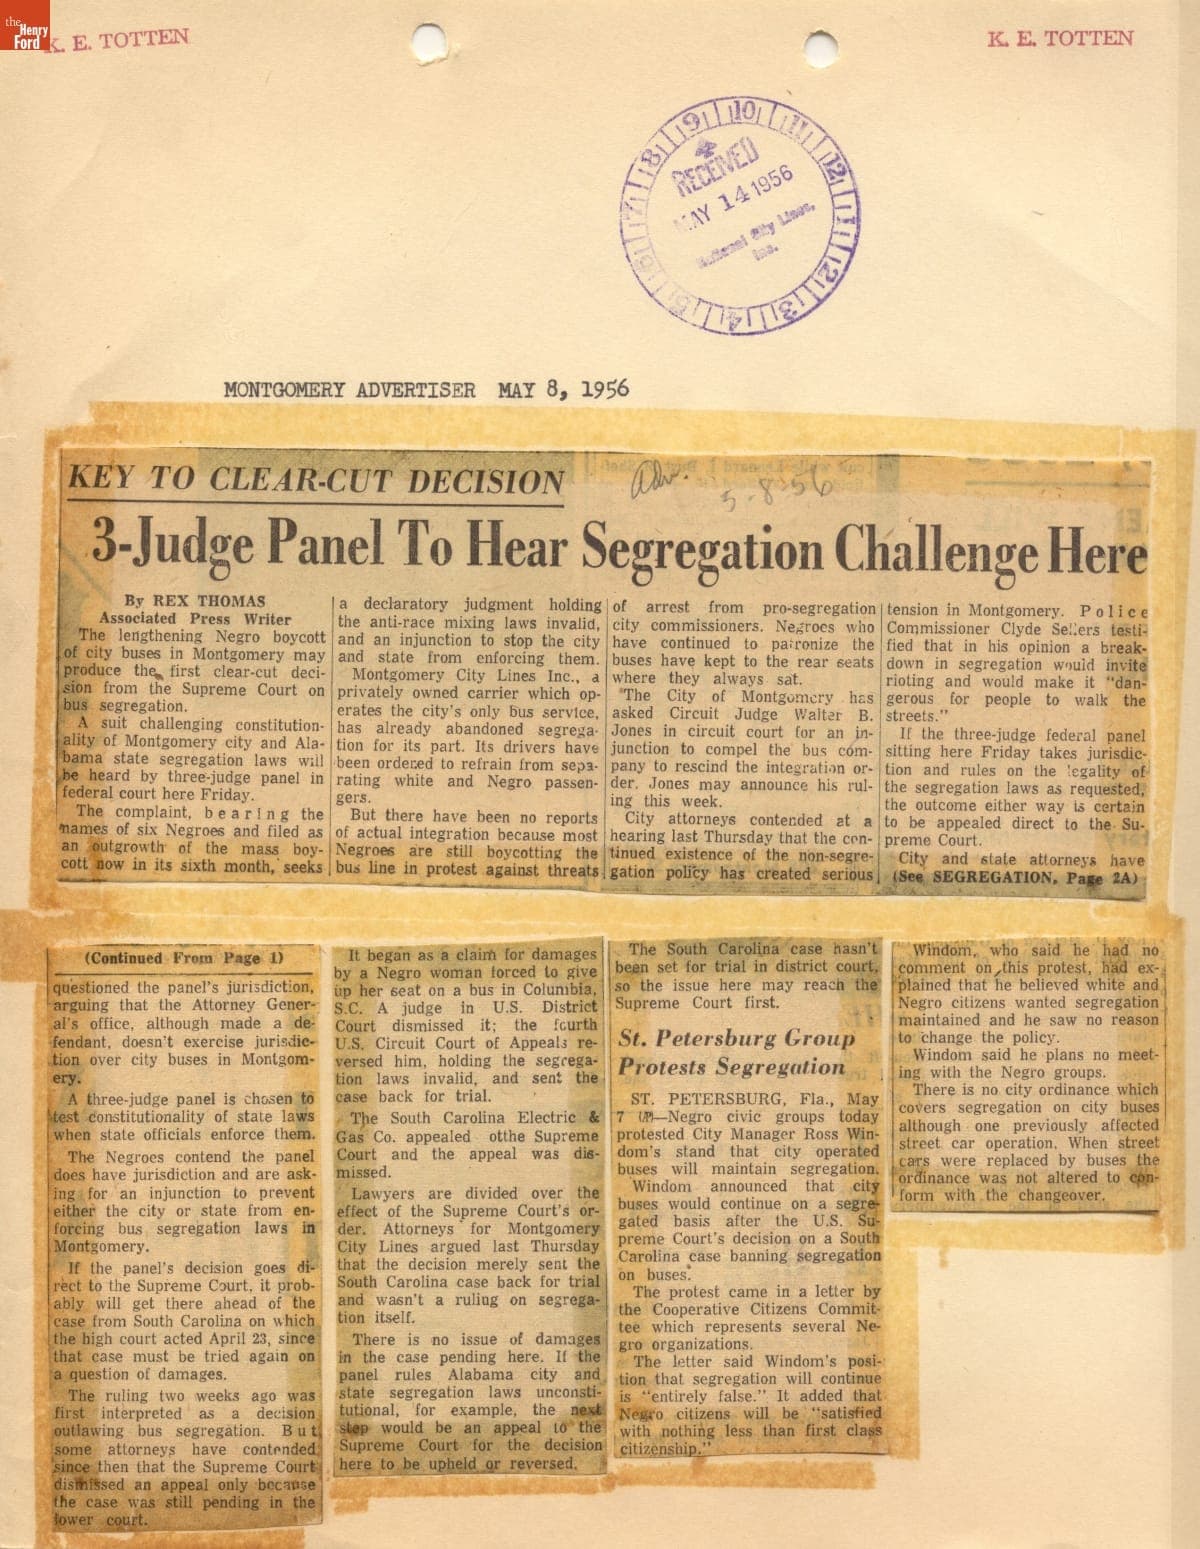 the
Henry
Ford
K. E. TOTTEN
K. E. TOTTEN
7 8 9 10 11 12 1 2 3 4 5 6
RECEIVED
MAY 14 1956
National City Lines,
Inc.
MONTGOMERY ADVERTISER MAY 8, 1956
Adv.
5-8-56
KEY TO CLEAR-CUT DECISION
3-Judge Panel To Hear Segregation Challenge Here
By REX THOMAS
Associated Press Writer
The lengthening Negro boycott
of city buses in Montgomery may
produce the first clear-cut deci-
sion from the Supreme Court on
bus segregation.
A suit challenging constitution-
ality of Montgomery city and Ala-
bama state segregation laws will
be heard by three-judge panel in
federal court here Friday.
The complaint, bearing the
names of six Negroes and filed as
an outgrowth of the mass boy-
cott now in its sixth month, seeks
a declaratory judgment holding
the anti-race mixing laws invalid,
and an injunction to stop the city
and state from enforcing them.
Montgomery City Lines Inc., a
privately owned carrier which op-
erates the city's only bus service,
has already abandoned segrega-
tion for its part. Its drivers have
been ordered to refrain from sepa-
rating white and Negro passen-
gers.
But there have been no reports
of actual integration because most
Negroes are still boycotting the
bus line in protest against threats
of arrest from pro-segregation
city commissioners. Negroes who
have continued to patronize the
buses have kept to the rear seats
where they always sat.
The City of Montgomery has
asked Circuit Judge Walter B.
Jones in circuit court for an in-
junction to compel the bus com-
pany to rescind the integration or-
der. Jones may announce his rul-
ing this week.
City attorneys contended at a
hearing last Thursday that the con-
tinued existence of the non-segre-
gation policy has created serious
tension in Montgomery. Police
Commissioner Clyde Sellers testi-
fied that in his opinion a break-
down in segregation would invite
rioting and would make it "dan-
gerous for people to walk the
streets."
If the three-judge federal panel
sitting here Friday takes jurisdic-
tion and rules on the legality of
the segregation laws as requested,
the outcome either way is certain
to be appealed direct to the Su-
preme Court.
City and state attorneys have
(See SEGREGATION, Page 2A)
(Continued From Page 1)
questioned the panel's jurisdiction,
arguing that the Attorney Gener-
al's office, although made a de-
fendant, doesn't exercise jurisdic-
tion over city buses in Montgom-
ery.
A three-judge panel is chosen to
test constitutionality of state laws
when state officials enforce them.
The Negroes contend the panel
does have jurisdiction and are ask-
ing for an injunction to prevent
either the city or state from en-
forcing bus segregation laws in
Montgomery.
If the panel's decision goes di-
rect to the Supreme Court, it prob-
ably will get there ahead of the
case from South Carolina on which
the high court acted April 23, since
that case must be tried again on
a question of damages.
The ruling two weeks ago was
first interpreted as a decision
outlawing bus segregation. But
some attorneys have contended
since then that the Supreme Court
dismissed an appeal only because
the case was still pending in the
lower court.
It began as a claim for damages
by a Negro woman forced to give
up her seat on a bus in Columbia,
S.C. A judge in U.S. District
Court dismissed it; the fourth
U.S. Circuit Court of Appeals re-
versed him, holding the segrega-
tion laws invalid, and sent the
case back for trial.
The South Carolina Electric &
Gas Co. appealed otthe Supreme
Court and the appeal was dis-
missed.
Lawyers are divided over the
effect of the Supreme Court's or-
der. Attorneys for Montgomery
City Lines argued last Thursday
that the decision merely sent the
South Carolina case back for trial
and wasn't a ruling on segrega-
tion itself.
There is no issue of damages
in the case pending here. If the
panel rules Alabama city and
state segregation laws unconsti-
tutional, for example, the next
step would be an appeal to the
Supreme Court for the decision
here to be upheld or reversed.
The South Carolina case hasn't
been set for trial in district court,
so the issue here may reach the
Supreme Court first.
St. Petersburg Group
Protests Segregation
ST. PETERSBURG, Fla., May
7 (AP)—Negro civic groups today
protested City Manager Ross Win-
dom's stand that city operated
buses will maintain segregation.
Windom announced that city
buses would continue on a segre-
gated basis after the U.S. Su-
preme Court's decision on a South
Carolina case banning segregation
on buses.
The protest came in a letter by
the Cooperative Citizens Commit-
tee which represents several Ne-
gro organizations.
The letter said Windom's posi-
tion that segregation will continue
is "entirely false." It added that
Negro citizens will be "satisfied
with nothing less than first class
citizenship."
Windom, who said he had no
comment on this protest, had ex-
plained that he believed white and
Negro citizens wanted segregation
maintained and he saw no reason
to change the policy.
Windom said he plans no meet-
ing with the Negro groups.
There is no city ordinance which
covers segregation on city buses
although one previously affected
street car operation. When street
cars were replaced by buses the
ordinance was not altered to con-
form with the changeover.